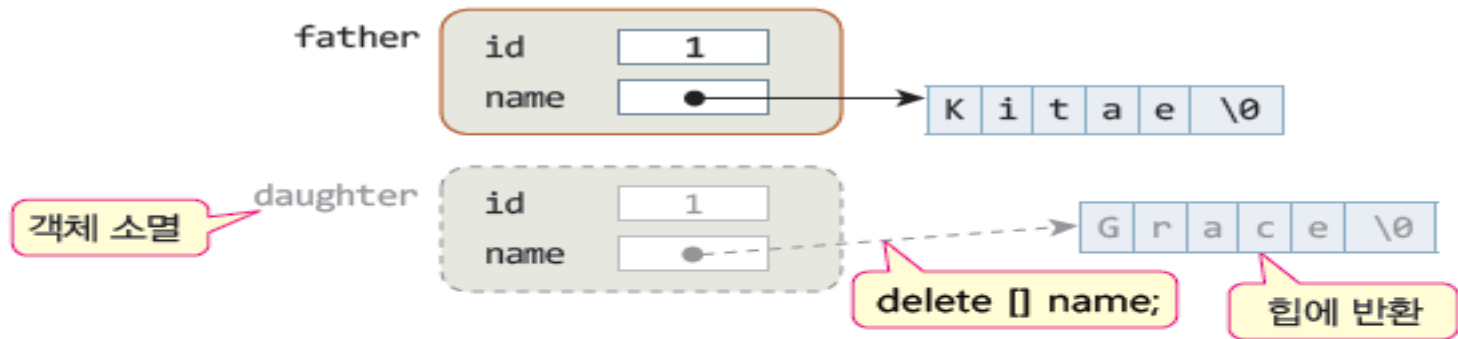 father
id 1
name
K i t a e \0
daughter
객체 소멸
id 1
name
G r a c e \0
delete [] name;
힙에 반환